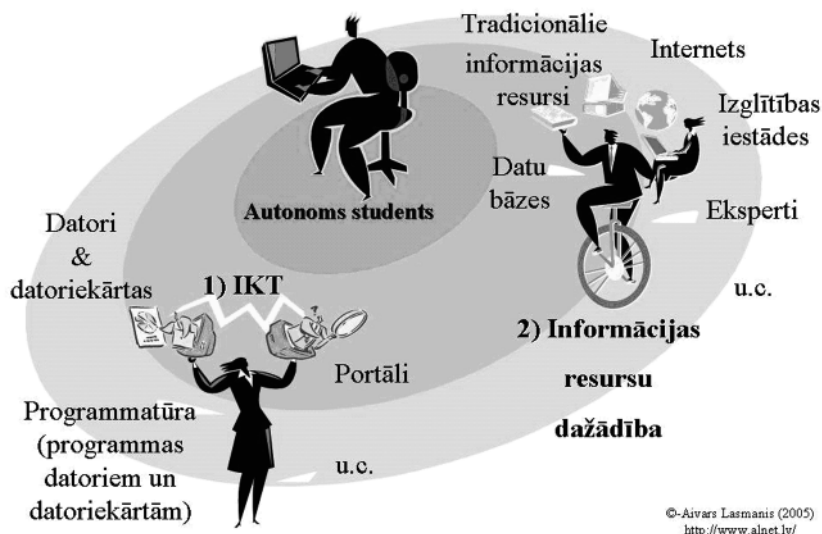 Tradicionālie
informācijas
resursi
Internets
Izglītības
iestādes
Datu
bāzes
Eksperti
u.c.
Autonoms students
Datori
&
datoriekārtas
1) IKT
2) Informācijas
resursu
dažādība
Portāli
Programmatūra
(programmas
datoriem un
datoriekārtām)
u.c.
©-Aivars Lasmanis (2005)
http://www.alnet.lv/